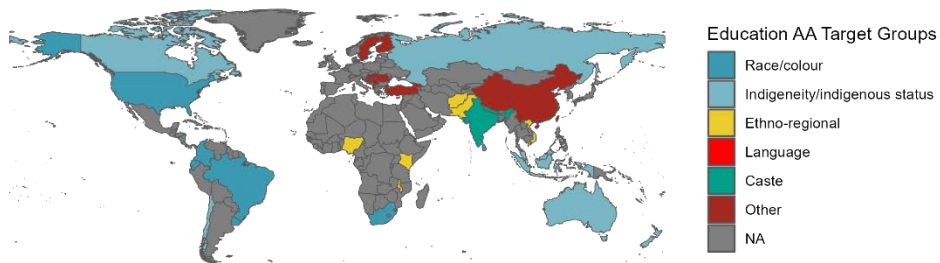 Education AA Target Groups
Race/colour
Indigeneity/indigenous status
Ethno-regional
Language
Caste
Other
NA